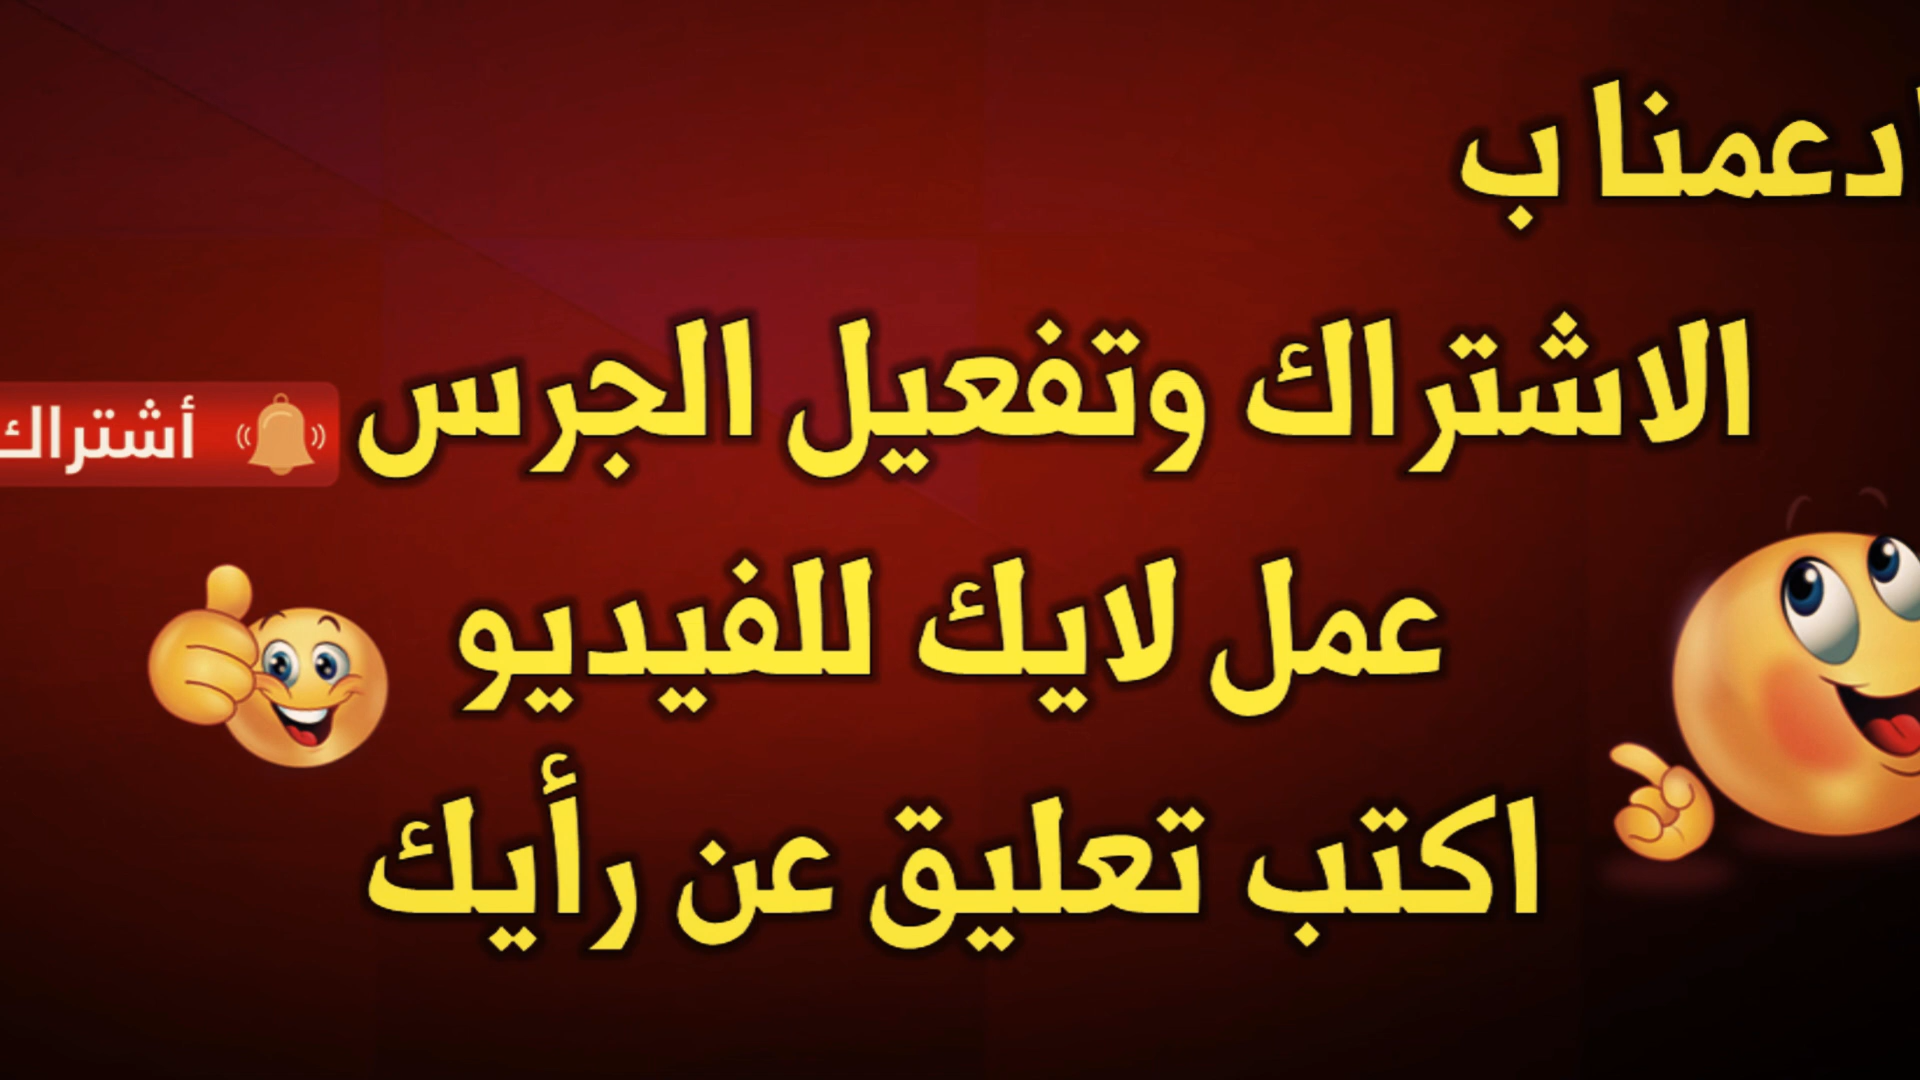 ادعمنا ب
الاشتراك وتفعيل الجرس
أشتراك
عمل لايك للفيديو
اكتب تعليق عن رأيك